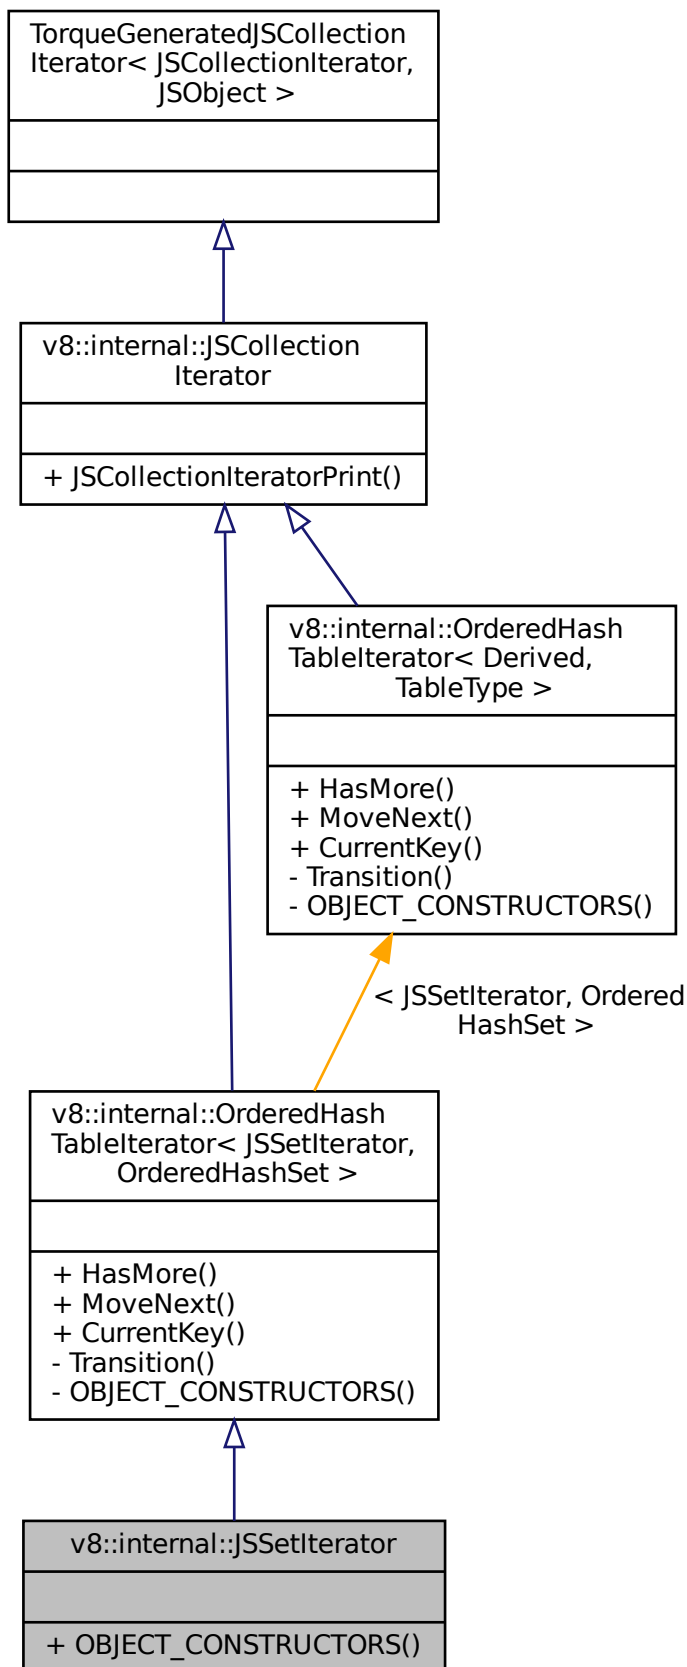 TorqueGeneratedJSCollection
Iterator< JSCollectionIterator,
JSObject >
v8::internal::JSCollection
Iterator
+ JSCollectionIteratorPrint()
v8::internal::OrderedHash
TableIterator< Derived,
TableType >
+ HasMore()
+ MoveNext()
+ CurrentKey()
- Transition()
- OBJECT_CONSTRUCTORS()
< JSSetIterator, Ordered
HashSet >
v8::internal::OrderedHash
TableIterator< JSSetIterator,
OrderedHashSet >
+ HasMore()
+ MoveNext()
+ CurrentKey()
- Transition()
- OBJECT_CONSTRUCTORS()
v8::internal::JSSetIterator
+ OBJECT_CONSTRUCTORS()